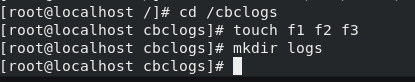 [root@localhost /]# cd /cbclogs
[root@localhost cbclogs]# touch f1 f2 f3
[root@localhost cbclogs]# mkdir logs
[root@localhost cbclogs]#